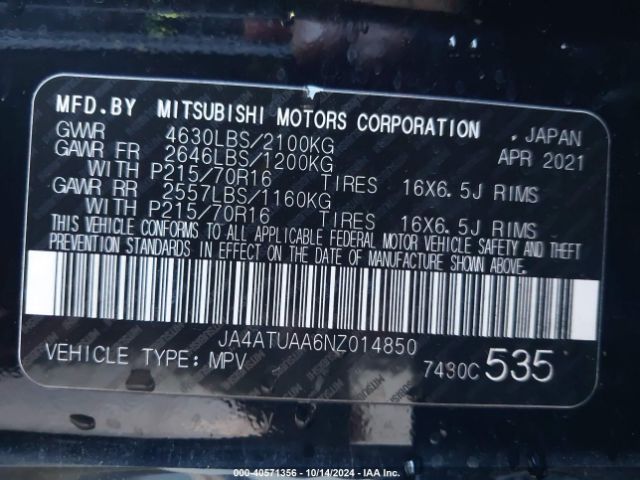 MFD.BY MITSUBISHI MOTORS CORPORATION . JAPAN
GVWR 4630LBS/2100KG APR 2021
GAWR FR 2646LBS/1200KG
WITH P215/70R16 TIRES 16X6.5J RIMS
GAWR RR 2557LBS/1160KG
WITH P215/70R16 TIRES 16X6.5J RIMS
THIS VEHICLE CONFORMS TO ALL APPLICABLE FEDERAL MOTOR VEHICLE SAFETY AND THEFT
PREVENTION STANDARDS IN EFFECT ON THE DATE OF MANUFACTURE SHOWN ABOVE.
JA4ATUAA6NZ014850
VEHICLE TYPE: MPV 7430C 535
000-40571356 - 10/14/2024 - IAA Inc.